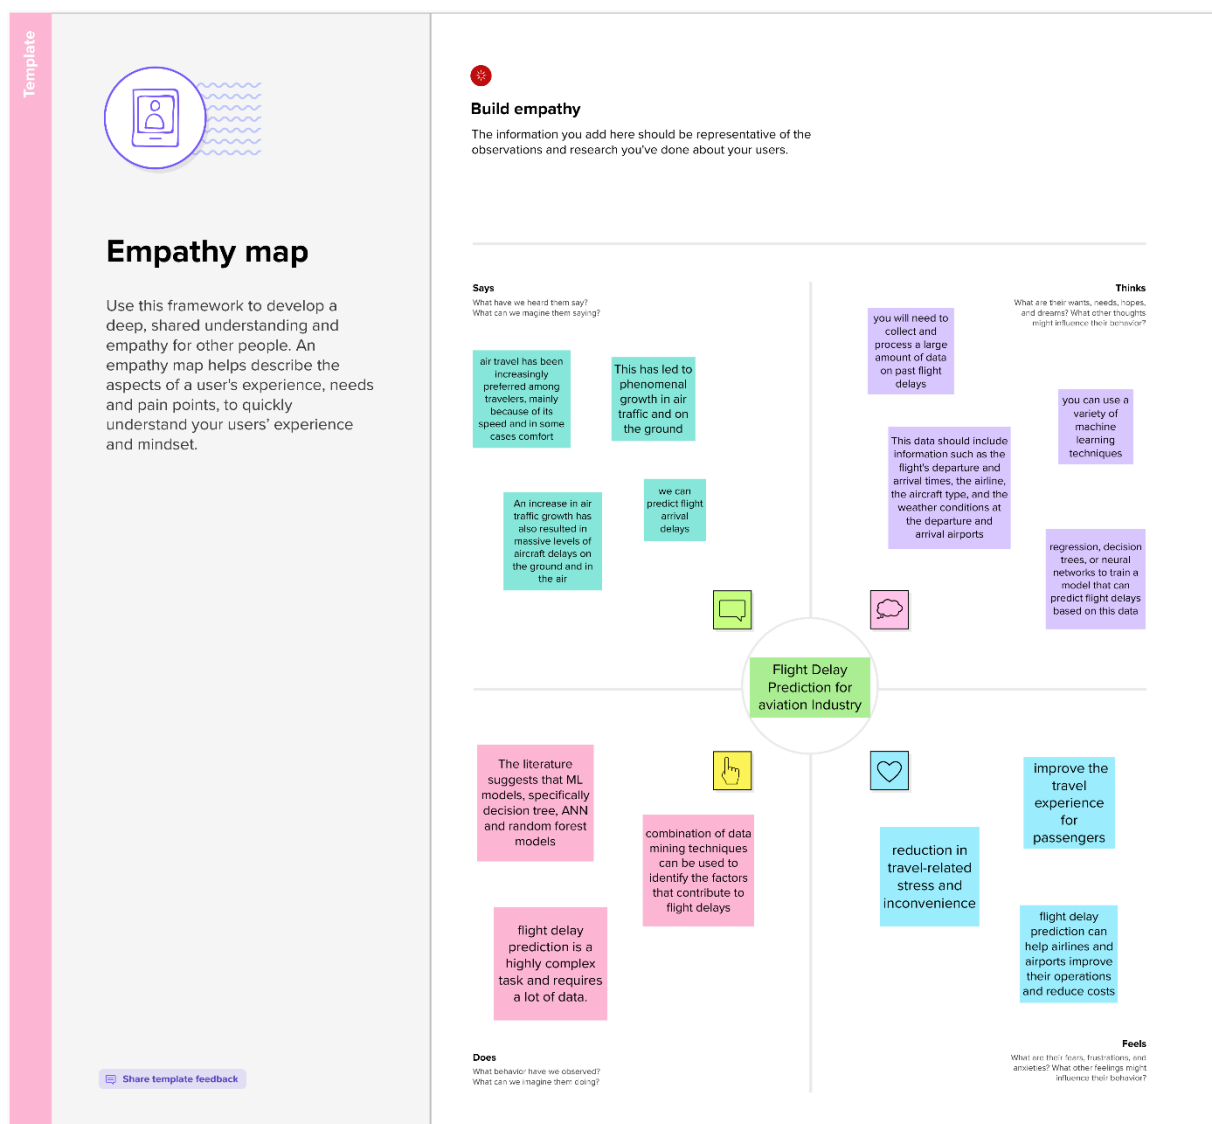 Template
Empathy map
Use this framework to develop a
deep, shared understanding and
empathy for other people. An
empathy map helps describe the
aspects of a user's experience, needs
and pain points, to quickly
understand your users' experience
and mindset.
Share template feedback
Build empathy
The information you add here should be representative of the
observations and research you've done about your users.
Says
What have we heard them say?
What can we magine them saying?
air travel has been
increasingly
preferred among
travelers, mainly
because of its
speed and in some
cases comfort
This has led to
phenomenal
growth in air
traffic and on
the ground
An increase in air
traffic growth has
also resulted in
massive levels of
aircraft delays on
the ground and in
the air
we can
predict flight
arrival
delays
Thinks
What are their wants, needs, hopes,
and dreams? What other thoughts
might influence their behavior?
you will need to
collect and
process a large
amount of data
on past flight
delays
you can use a
variety of
machine
learning
techniques
This data should include
information such as the
flight's departure and
arrival times, the airline,
the aircraft type, and the
weather conditions at
the departure and
arrival airports
regression, decision
trees, or neural
networks to train a
model that can
predict flight delays
based on this data
Flight Delay
Prediction for
aviation Industry
The literature
suggests that ML
models, specifically
decision tree, ANN
and random forest
models
combination of data
mining techniques
can be used to
identify the factors
that contribute to
flight delays
flight delay
prediction is a
highly complex
task and requires
a lot of data.
Does
What behavior have we observed?
What can we imagine them doing?
improve the
travel
experience
for
passengers
reduction in
travel-related
stress and
inconvenience
flight delay
prediction can
help airlines and
airports improve
their operations
and reduce costs
Feels
What are their fears, frustrations, and
anxieties? What other feelings might
influence their behavior?